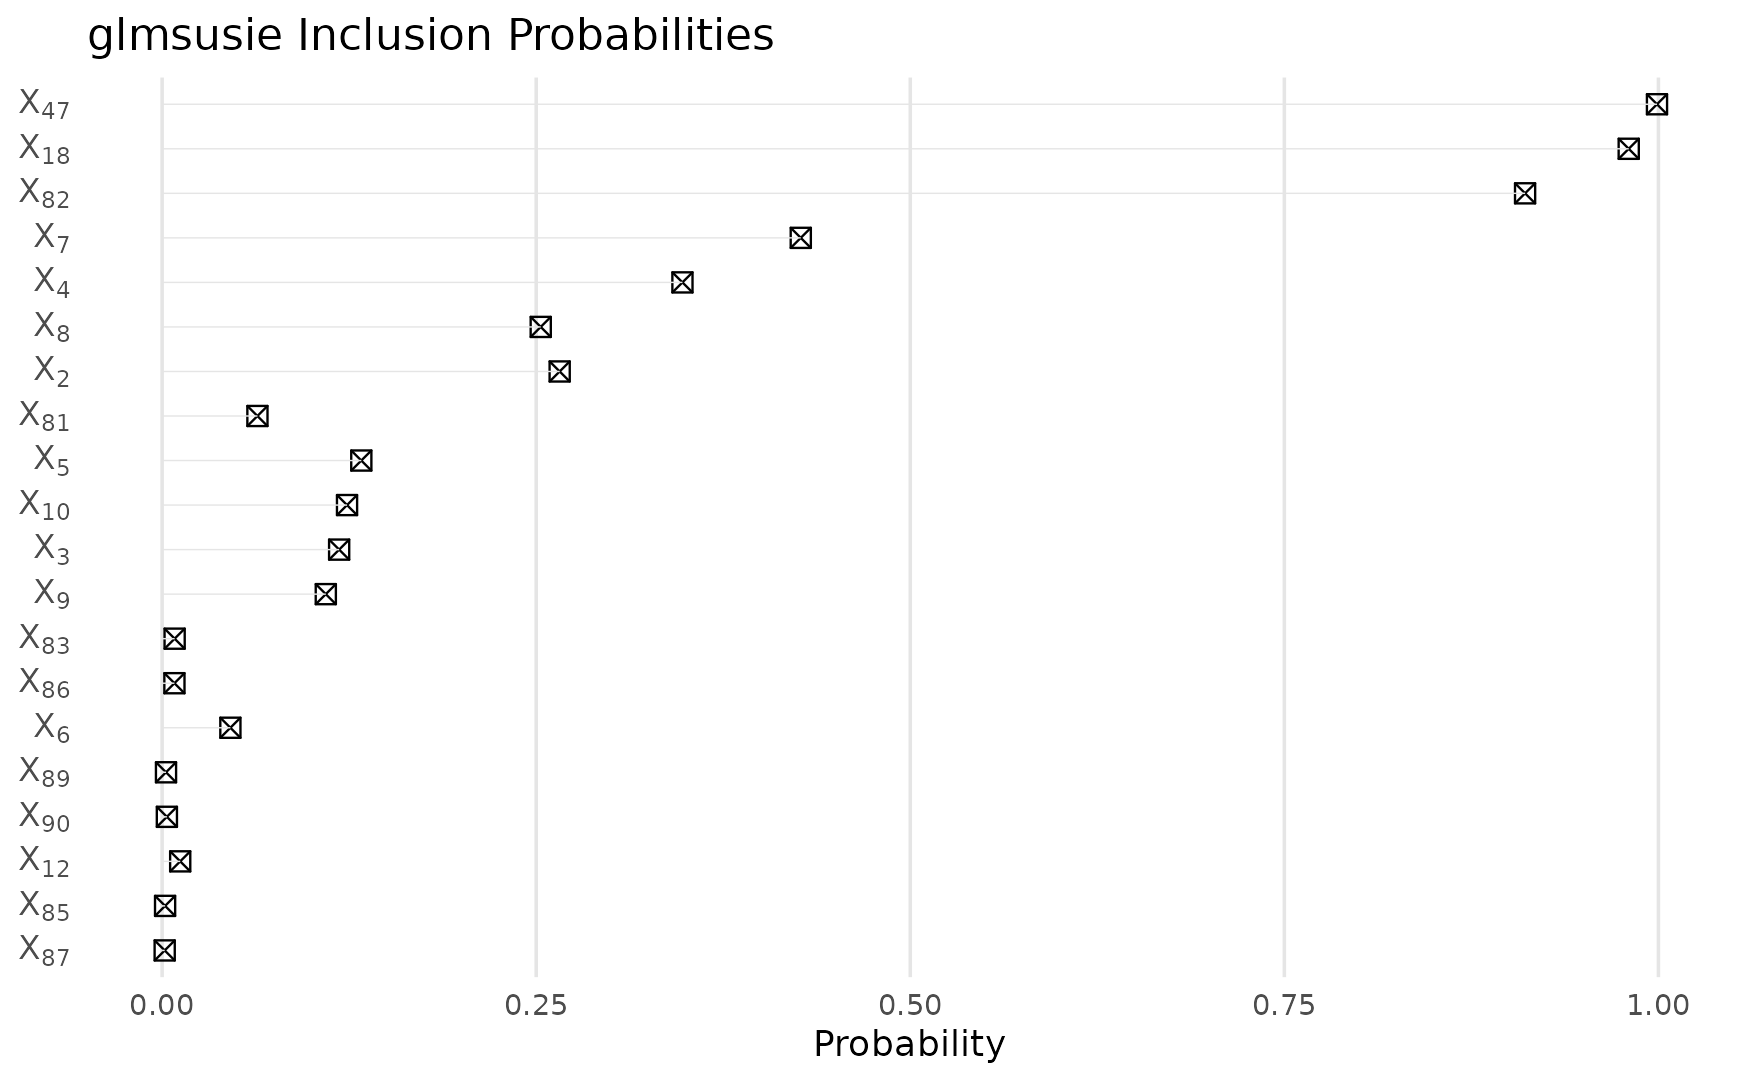 glmsusie Inclusion Probabilities
X₄₇
X₁₈
X₈₂
X₇
X₄
X₈
X₂
X₈₁
X₅
X₁₀
X₃
X₉
X₈₃
X₈₆
X₆
X₈₉
X₉₀
X₁₂
X₈₅
X₈₇
0.00 0.25 0.50 0.75 1.00
Probability